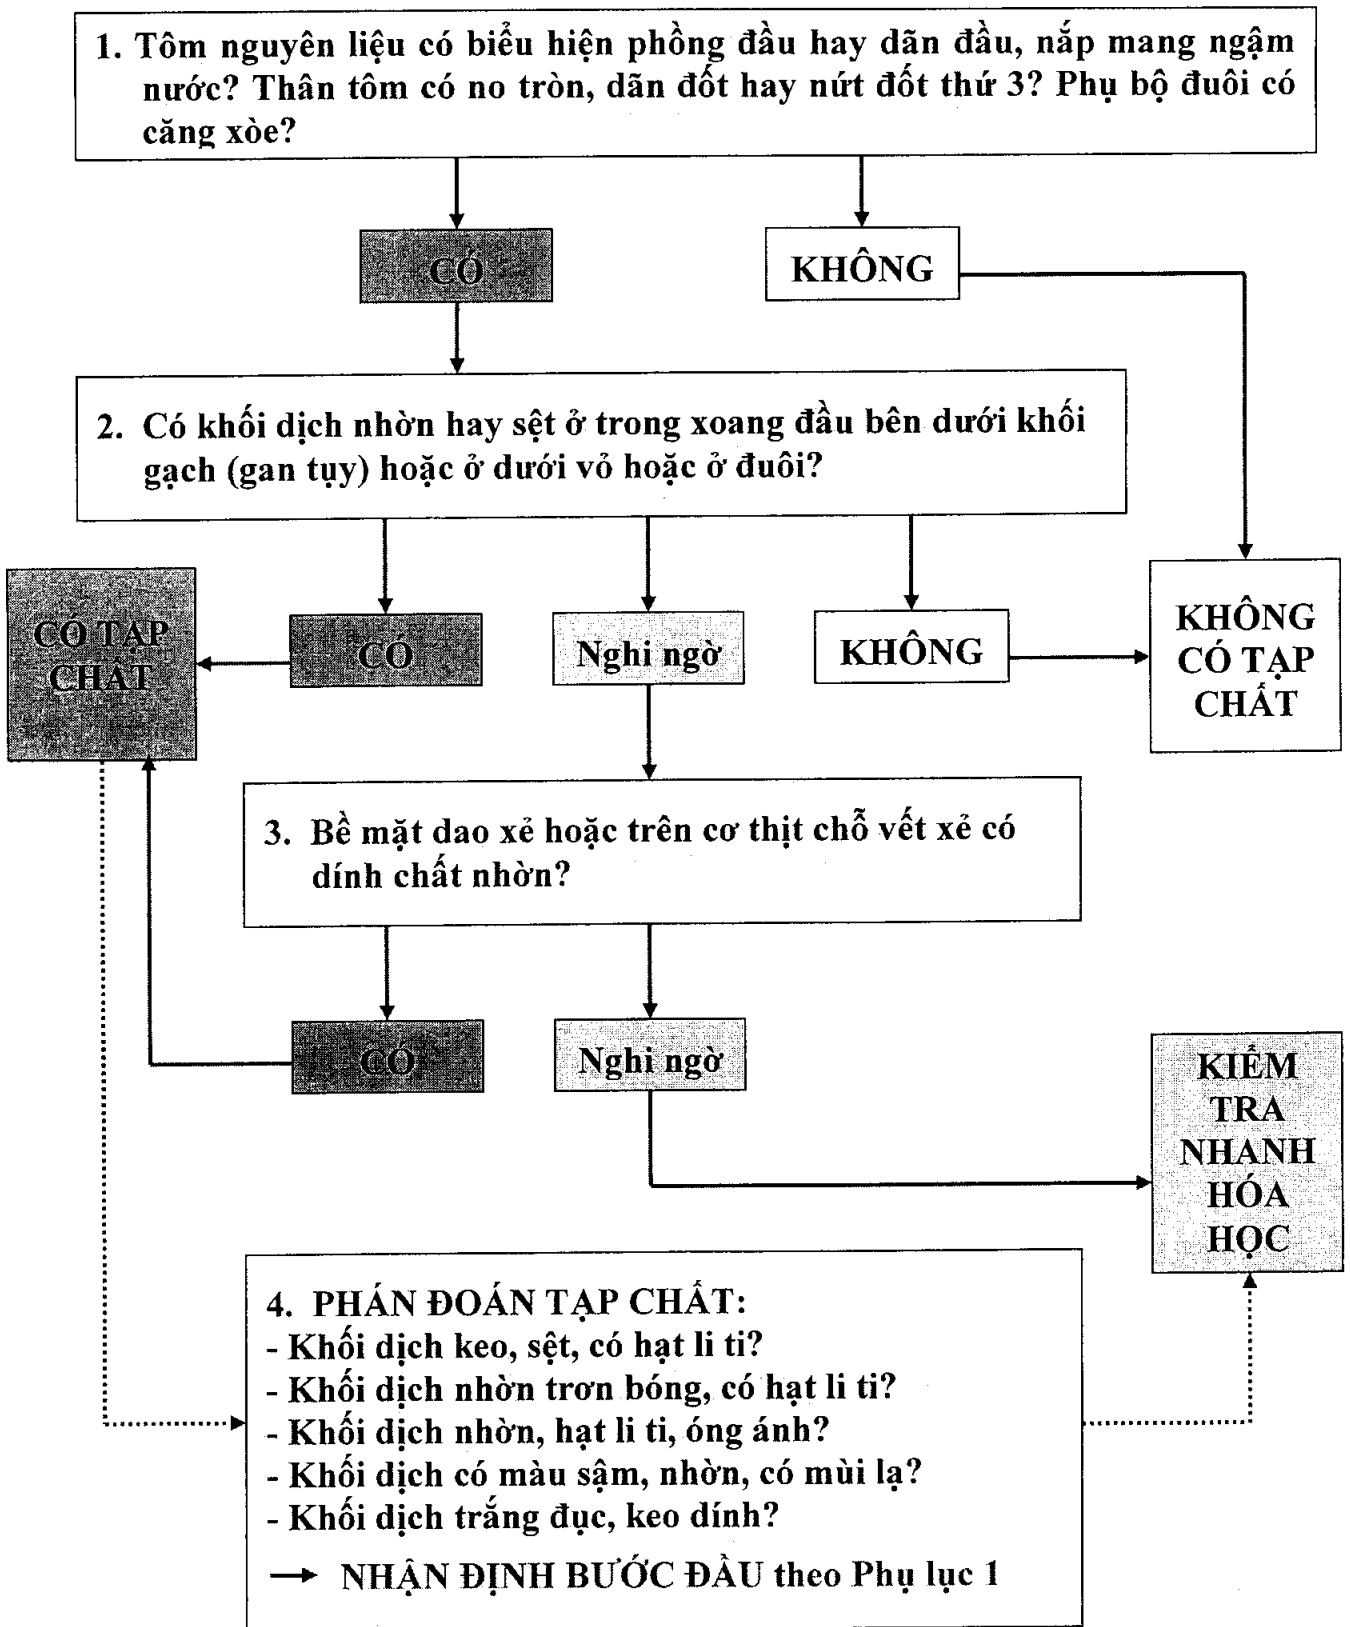 1. Tôm nguyên liệu có biểu hiện phồng đầu hay dãn đầu, nắp mang ngậm
nước? Thân tôm có no tròn, dãn đốt hay nứt đốt thứ 3? Phụ bộ đuôi có
căng xòe?
CÓ
KHÔNG
2. Có khối dịch nhờn hay sệt ở trong xoang đầu bên dưới khối
gạch (gan tụy) hoặc ở dưới vỏ hoặc ở đuôi?
CÓ TẠP
CHẤT
CÓ
Nghi ngờ
KHÔNG
KHÔNG
CÓ TẠP
CHẤT
3. Bề mặt dao xẻ hoặc trên cơ thịt chỗ vết xẻ có
dính chất nhờn?
CÓ
Nghi ngờ
KIỂM
TRA
NHANH
HÓA
HỌC
4. PHÁN ĐOÁN TẠP CHẤT:
- Khối dịch keo, sệt, có hạt li ti?
- Khối dịch nhờn trơn bóng, có hạt li ti?
- Khối dịch nhờn, hạt li ti, óng ánh?
- Khối dịch có màu sậm, nhờn, có mùi lạ?
- Khối dịch trắng đục, keo dính?
→ NHẬN ĐỊNH BƯỚC ĐẦU theo Phụ lục 1